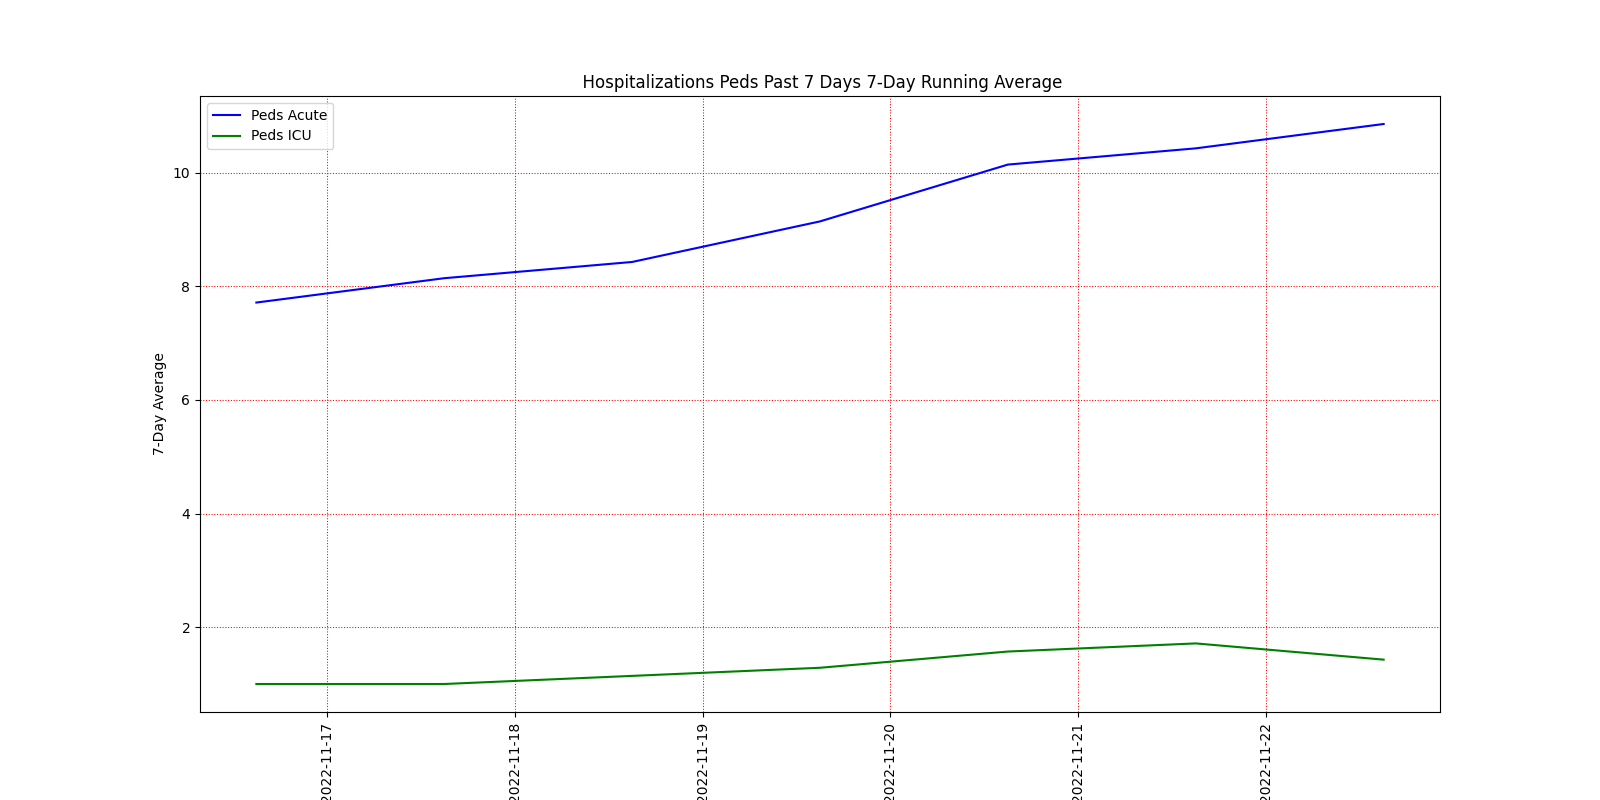 Hospitalizations Peds Past 7 Days 7-Day Running Average
Peds Acute
Peds ICU
10
8
6
4
2
7-Day Average
2022-11-17
2022-11-18
2022-11-19
2022-11-20
2022-11-21
2022-11-22